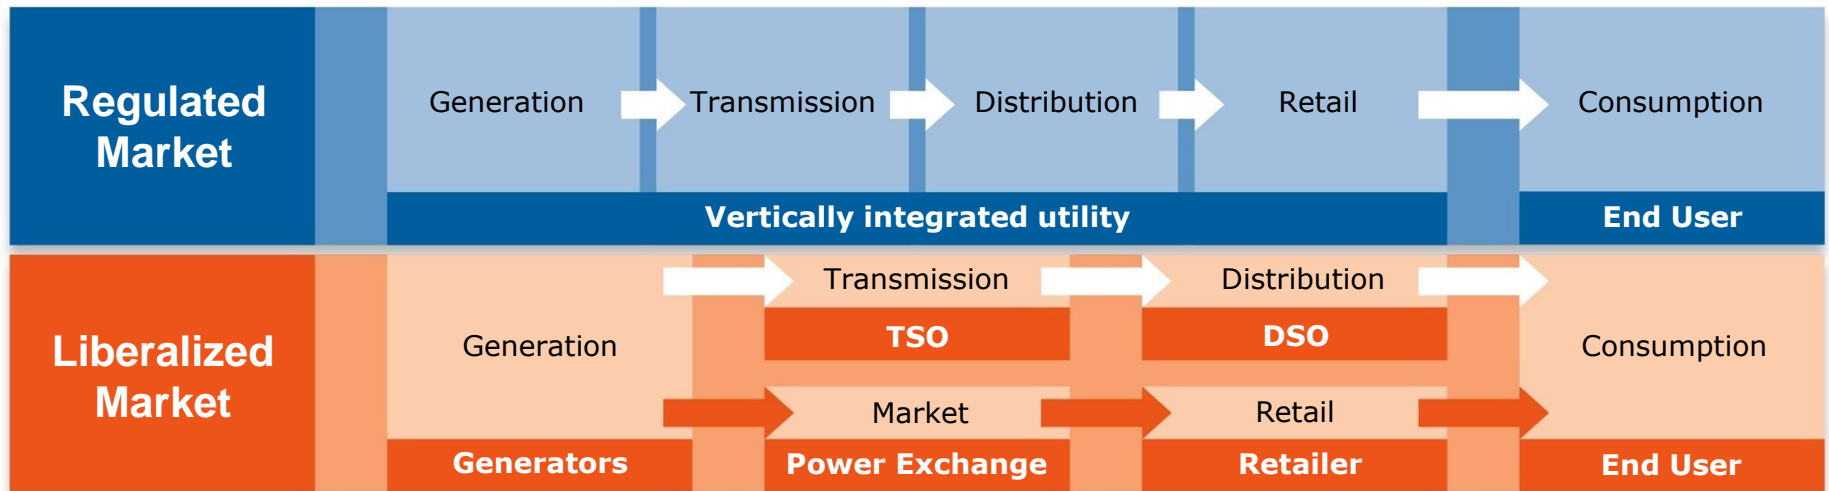 Regulated
Market
Generation
Transmission
Distribution
Retail
Consumption
Vertically integrated utility
End User
Liberalized
Market
Generation
Transmission
Distribution
TSO
DSO
Consumption
Market
Retail
Generators
Power Exchange
Retailer
End User